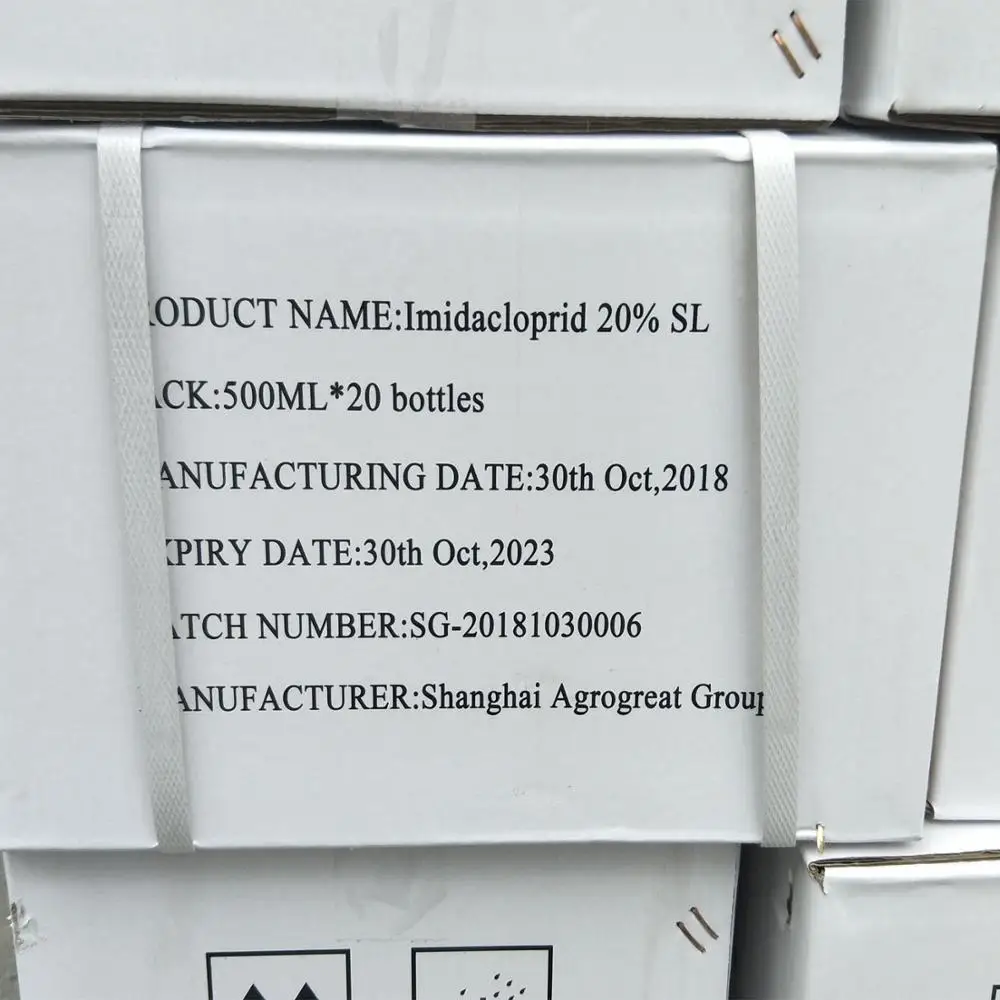 RODUCT NAME:Imidacloprid 20% SL
ACK:500ML*20 bottles
ANUFACTURING DATE:30th Oct,2018
XPIRY DATE:30th Oct,2023
ATCH NUMBER:SG-20181030006
ANUFACTURER:Shanghai Agrogreat Group